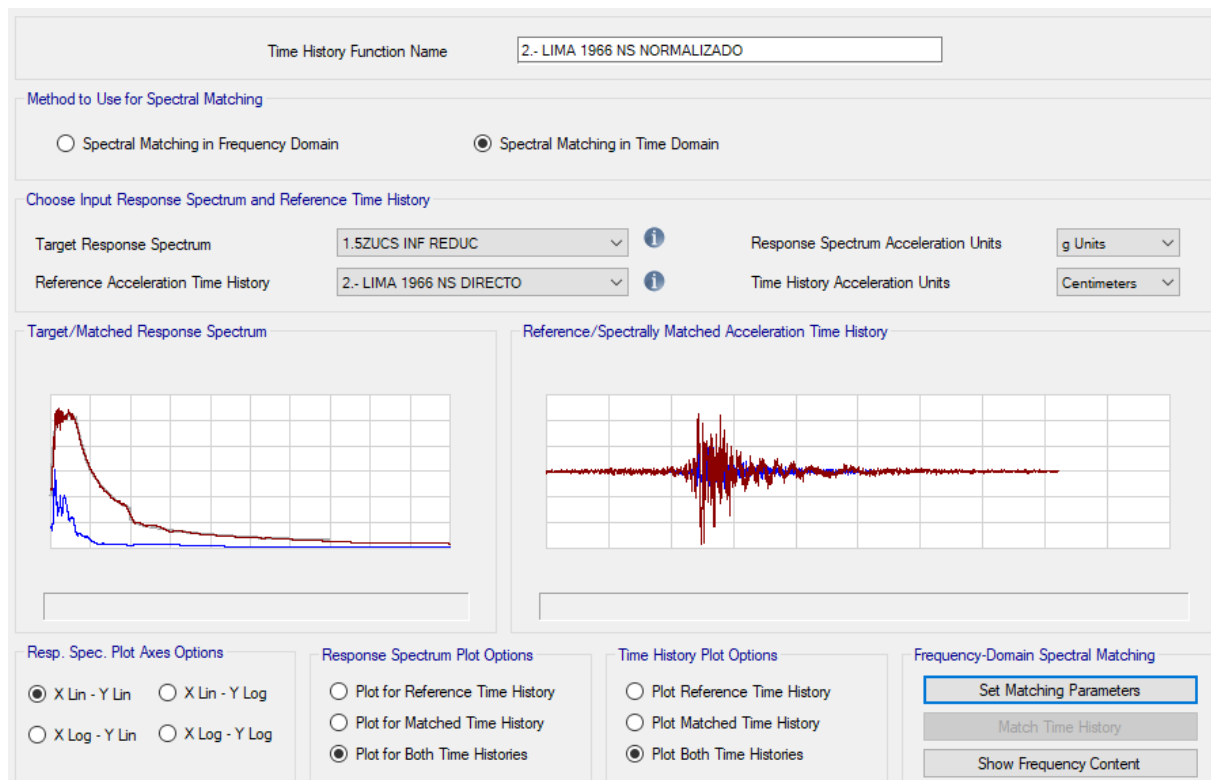 Time History Function Name
2.- LIMA 1966 NS NORMALIZADO
Method to Use for Spectral Matching
Spectral Matching in Frequency Domain
Spectral Matching in Time Domain
Choose Input Response Spectrum and Reference Time History
Target Response Spectrum
1.5ZUCS INF REDUC
Response Spectrum Acceleration Units
g Units
Reference Acceleration Time History
2.- LIMA 1966 NS DIRECTO
Time History Acceleration Units
Centimeters
Target/Matched Response Spectrum
Reference/Spectrally Matched Acceleration Time History
Resp. Spec. Plot Axes Options
X Lin - Y Lin
X Lin - Y Log
X Log - Y Lin
X Log - Y Log
Response Spectrum Plot Options
Plot for Reference Time History
Plot for Matched Time History
Plot for Both Time Histories
Time History Plot Options
Plot Reference Time History
Plot Matched Time History
Plot Both Time Histories
Frequency-Domain Spectral Matching
Set Matching Parameters
Match Time History
Show Frequency Content